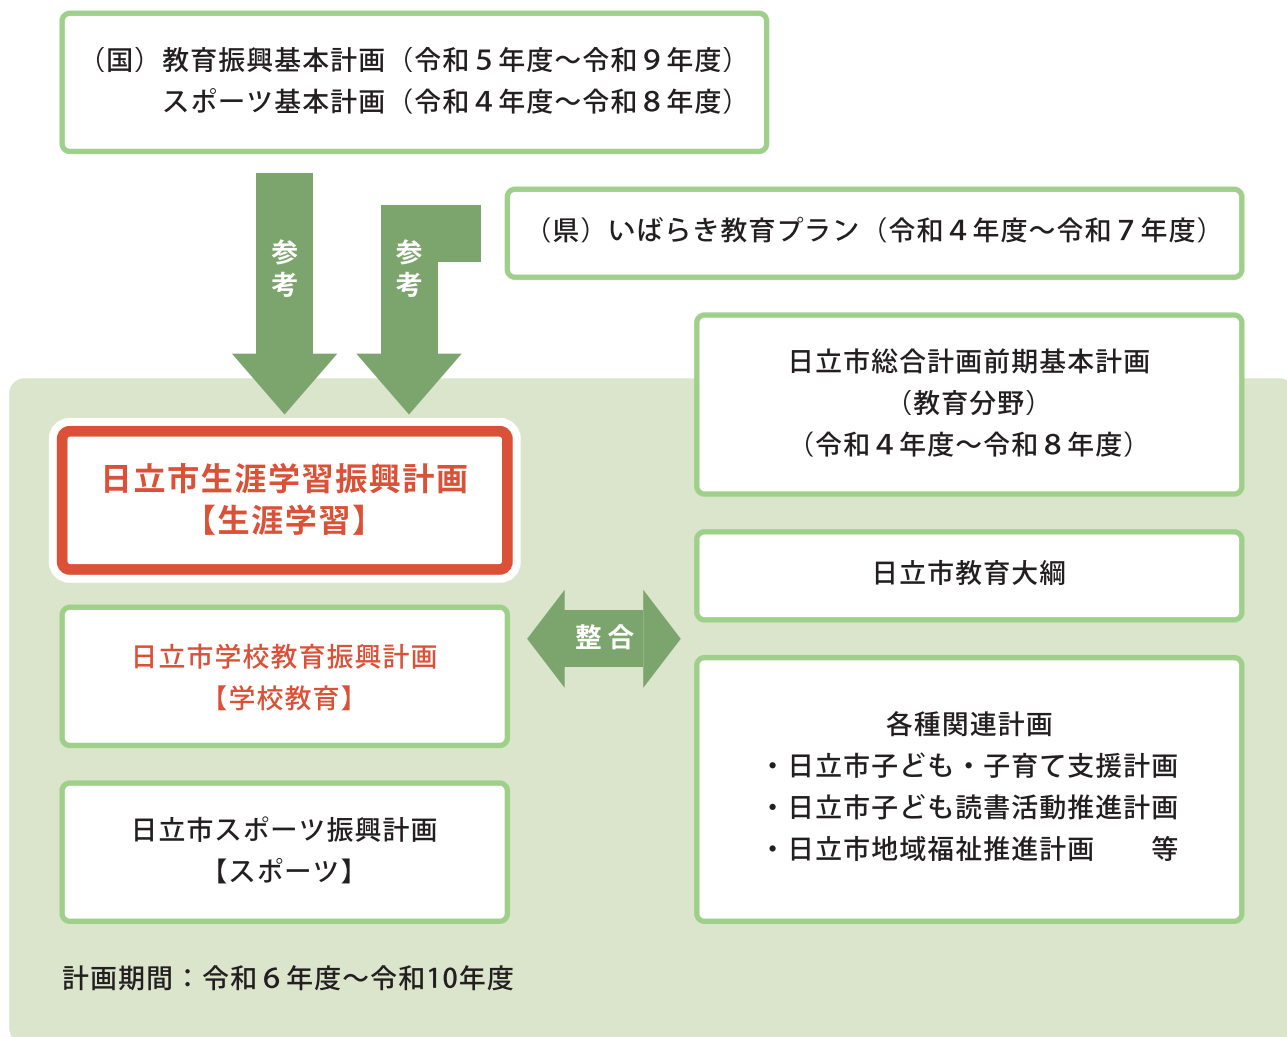 （国）教育振興基本計画（令和５年度～令和９年度）
スポーツ基本計画（令和４年度～令和８年度）
参考
参考
（県）いばらき教育プラン（令和４年度～令和７年度）
日立市総合計画前期基本計画
（教育分野）
（令和４年度～令和８年度）
日立市生涯学習振興計画
【生涯学習】
日立市教育大綱
日立市学校教育振興計画
【学校教育】
整合
各種関連計画
・日立市子ども・子育て支援計画
・日立市子ども読書活動推進計画
・日立市地域福祉推進計画　　等
日立市スポーツ振興計画
【スポーツ】
計画期間：令和６年度～令和10年度